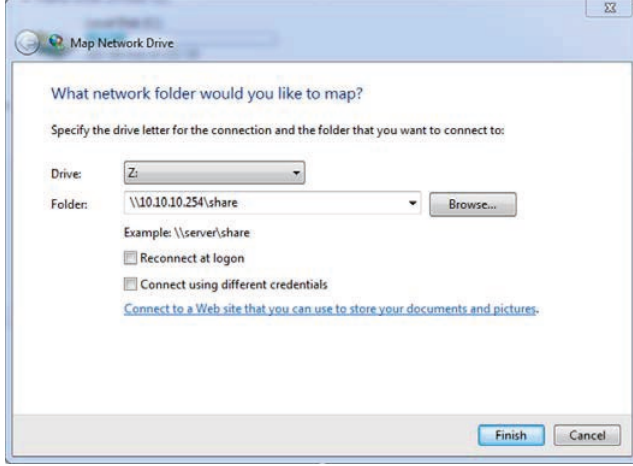 Map Network Drive
What network folder would you like to map?
Specify the drive letter for the connection and the folder that you want to connect to:
Drive: Z:
Folder: \\10.10.10.254\share Browse...
Example: \\server\share
Reconnect at logon
Connect using different credentials
Connect to a Web site that you can use to store your documents and pictures.
Finish Cancel